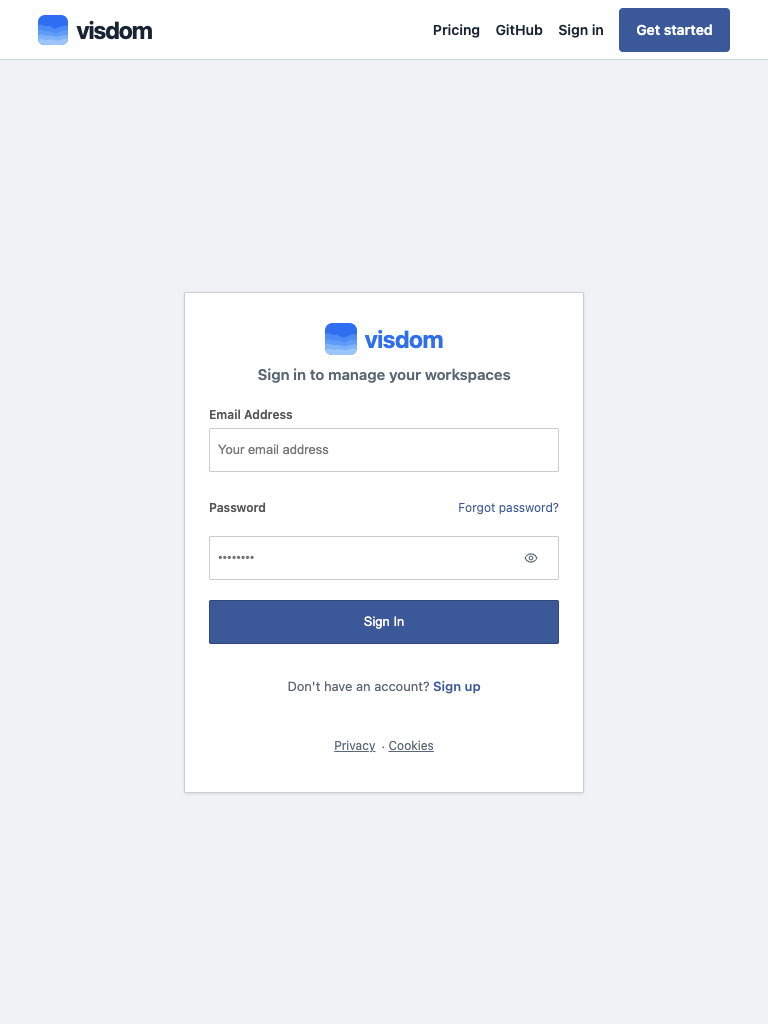 visdom
Pricing GitHub Sign in Get started
visdom
Sign in to manage your workspaces
Email Address
Your email address
Password Forgot password?
••••••••
Sign In
Don't have an account? Sign up
Privacy · Cookies